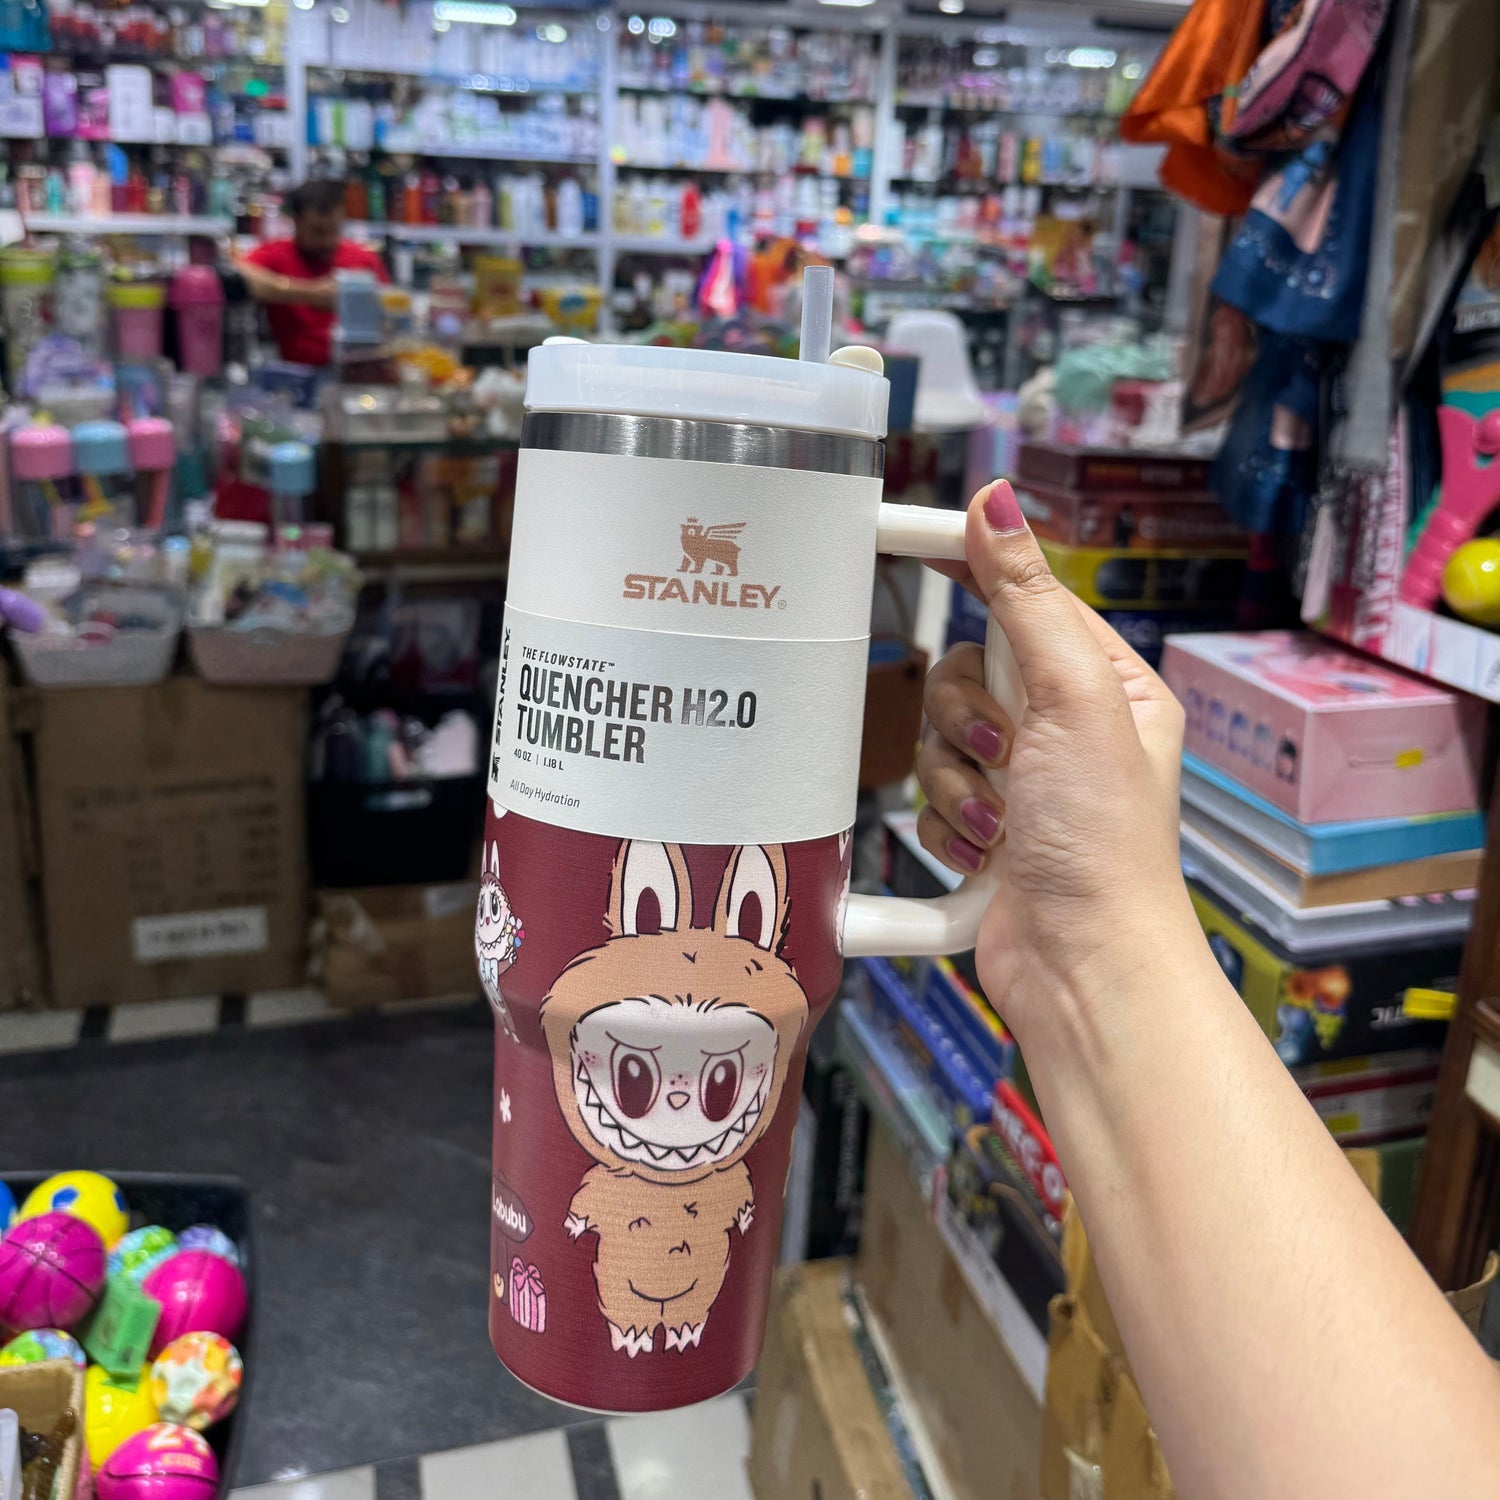 STANLEY®
STANLEY
THE FLOWSTATE™
QUENCHER H2.0
TUMBLER
40 OZ | 1.18 L
All Day Hydration
Labubu